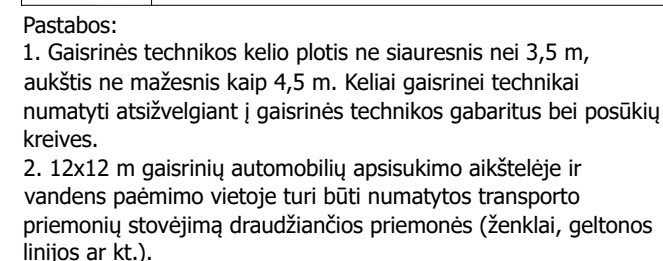 Pastabos:
1. Gaisrinės technikos kelio plotis ne siauresnis nei 3,5 m,
aukštis ne mažesnis kaip 4,5 m. Keliai gaisrinei technikai
numatyti atsižvelgiant į gaisrinės technikos gabaritus bei posūkių
kreives.
2. 12x12 m gaisrinių automobilių apsisukimo aikštelėje ir
vandens paėmimo vietoje turi būti numatytos transporto
priemonių stovėjimą draudžiančios priemonės (ženklai, geltonos
linijos ar kt.).